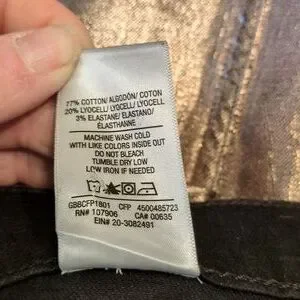 77% COTTON/ ALGODÓN/ COTON
20% LYOCELL/ LYOCELL/ LYOCELL
3% ELASTANE/ ELASTANO/
ÉLASTHANNE
MACHINE WASH COLD
WITH LIKE COLORS INSIDE OUT
DO NOT BLEACH
TUMBLE DRY LOW
LOW IRON IF NEEDED
GBBCFP1801 CFP 4500485723
RN# 107906 CA# 00635
EIN# 20-3082491